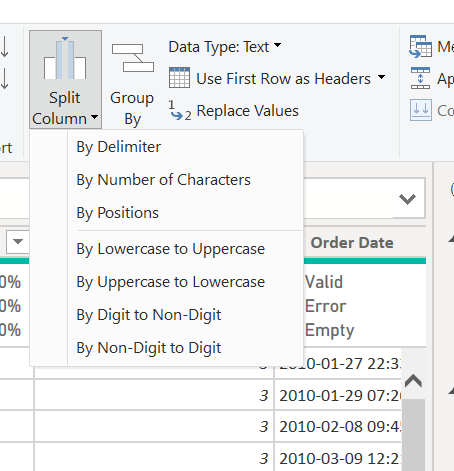 Data Type: Text
Use First Row as Headers
Split
Column
Group
By
1
2
Replace Values
Me
Ap
Co
rt
By Delimiter
By Number of Characters
By Positions
By Lowercase to Uppercase
By Uppercase to Lowercase
By Digit to Non-Digit
By Non-Digit to Digit
Order Date
0%
Valid
0%
Error
0%
Empty
3
2010-01-27 22:33
3
2010-01-29 07:26
3
2010-02-08 09:45
3
2010-03-09 12:2